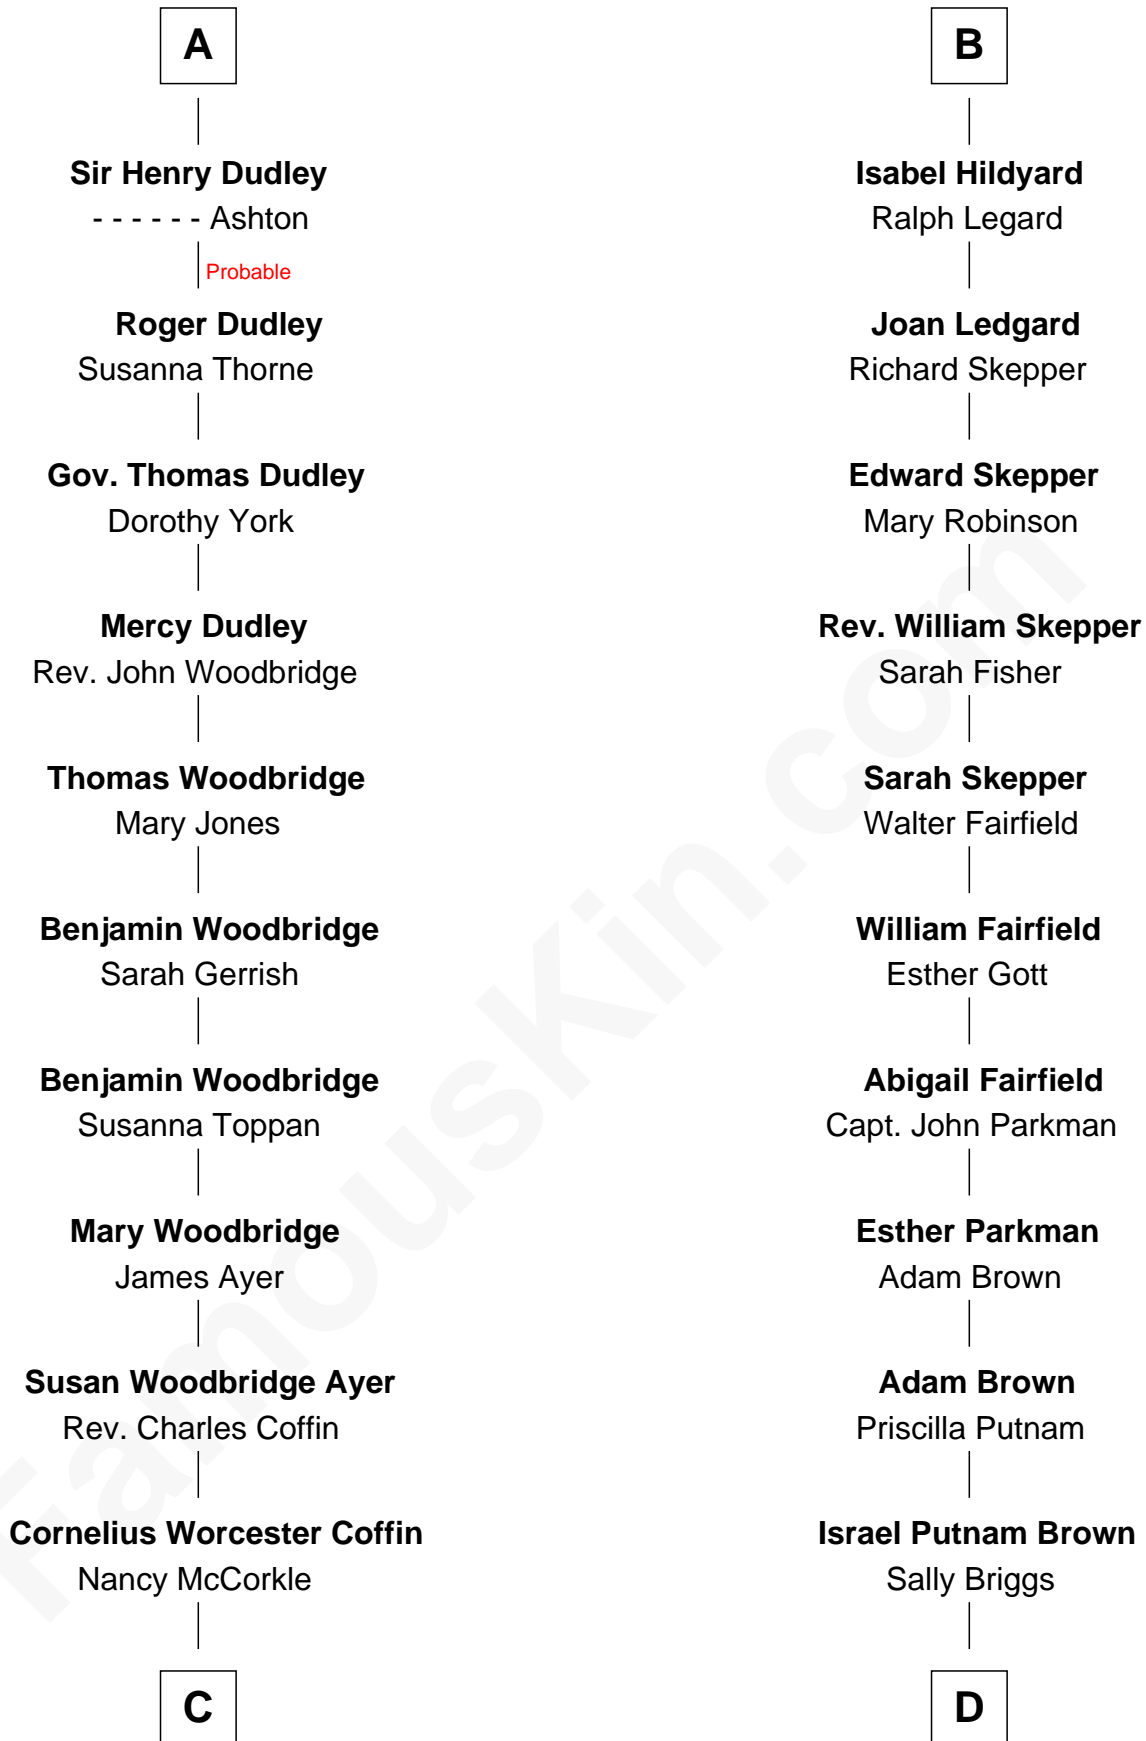 A
Sir Henry Dudley
- - - - - - Ashton
Probable
Roger Dudley
Susanna Thorne
Gov. Thomas Dudley
Dorothy York
Mercy Dudley
Rev. John Woodbridge
Thomas Woodbridge
Mary Jones
Benjamin Woodbridge
Sarah Gerrish
Benjamin Woodbridge
Susanna Toppan
Mary Woodbridge
James Ayer
Susan Woodbridge Ayer
Rev. Charles Coffin
Cornelius Worcester Coffin
Nancy McCorkle
C
B
Isabel Hildyard
Ralph Legard
Joan Ledgard
Richard Skepper
Edward Skepper
Mary Robinson
Rev. William Skepper
Sarah Fisher
Sarah Skepper
Walter Fairfield
William Fairfield
Esther Gott
Abigail Fairfield
Capt. John Parkman
Esther Parkman
Adam Brown
Adam Brown
Priscilla Putnam
Israel Putnam Brown
Sally Briggs
D
FamousKin.com